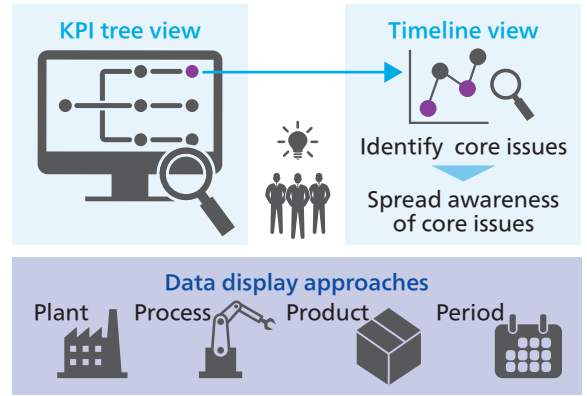 KPI tree view
Timeline view
Identify core issues
Spread awareness
of core issues
Data display approaches
Plant
Process
Product
Period